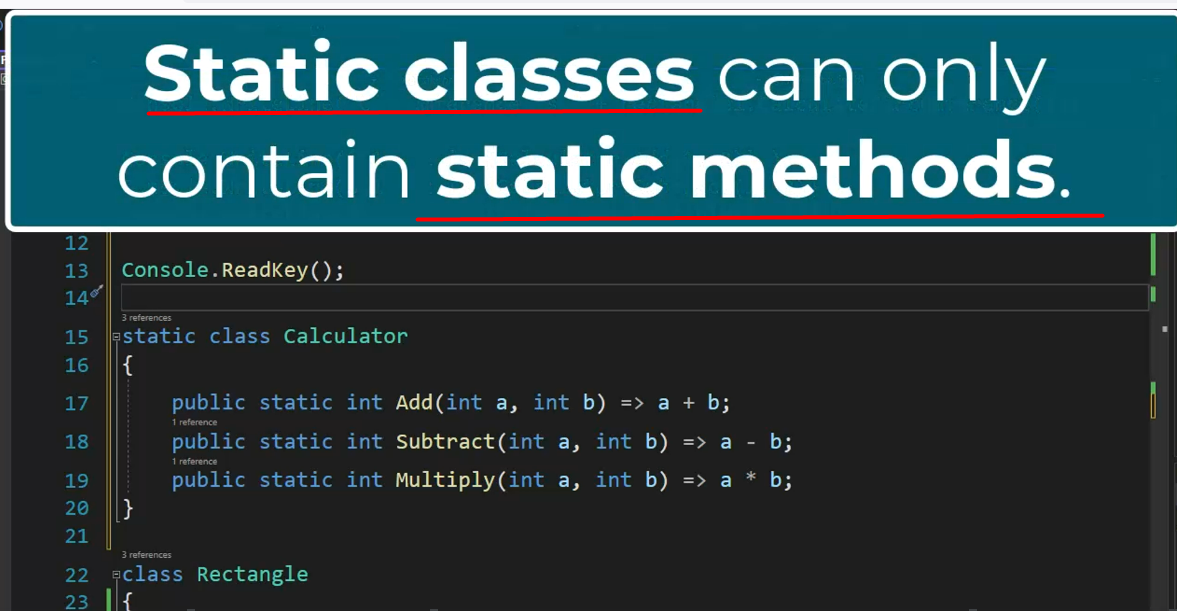 Static classes can only
contain static methods.
12
13 Console.ReadKey();
14
3 references
15 static class Calculator
16 {
17 public static int Add(int a, int b) => a + b;
1 reference
18 public static int Subtract(int a, int b) => a - b;
1 reference
19 public static int Multiply(int a, int b) => a * b;
20 }
21
3 references
22 class Rectangle
23 {